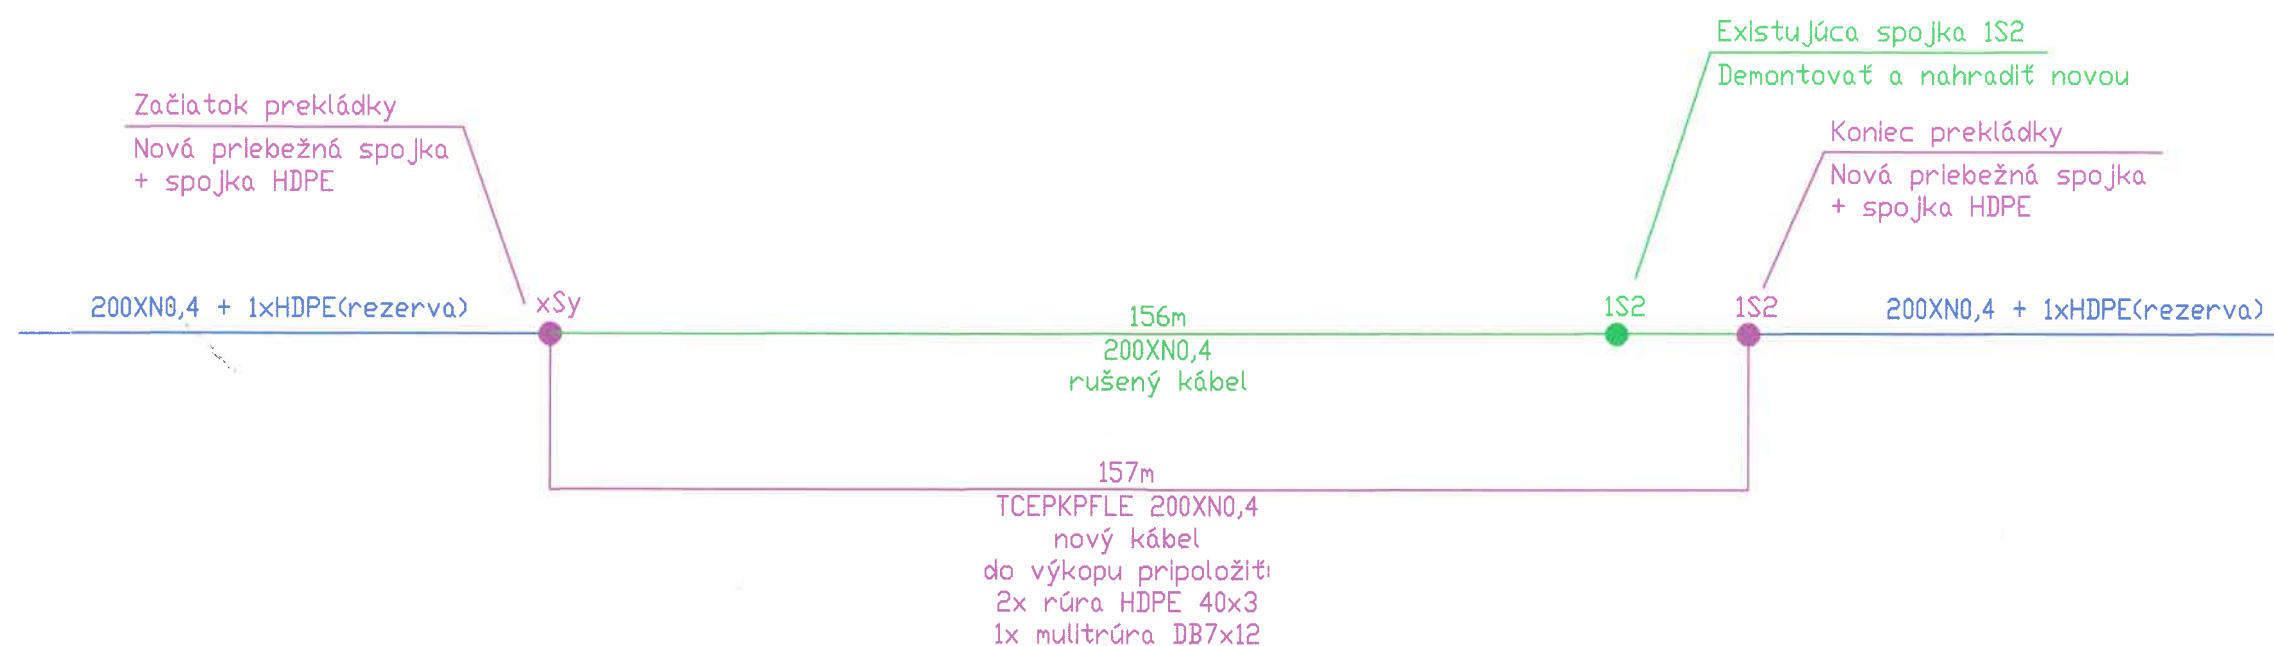 Existujúca spojka 1S2
Demontovať a nahradiť novou
Začiatok prekládky
Nová priebežná spojka
+ spojka HDPE
Koniec prekládky
Nová priebežná spojka
+ spojka HDPE
200XN0,4 + 1xHDPE(rezerva)
xSy
156m
200XN0,4
rušený kábel
1S2
1S2
200XN0,4 + 1xHDPE(rezerva)
157m
TCEPKPFLE 200XN0,4
nový kábel
do výkopu pripoložiť:
2x rúra HDPE 40x3
1x mulitrúra DB7x12